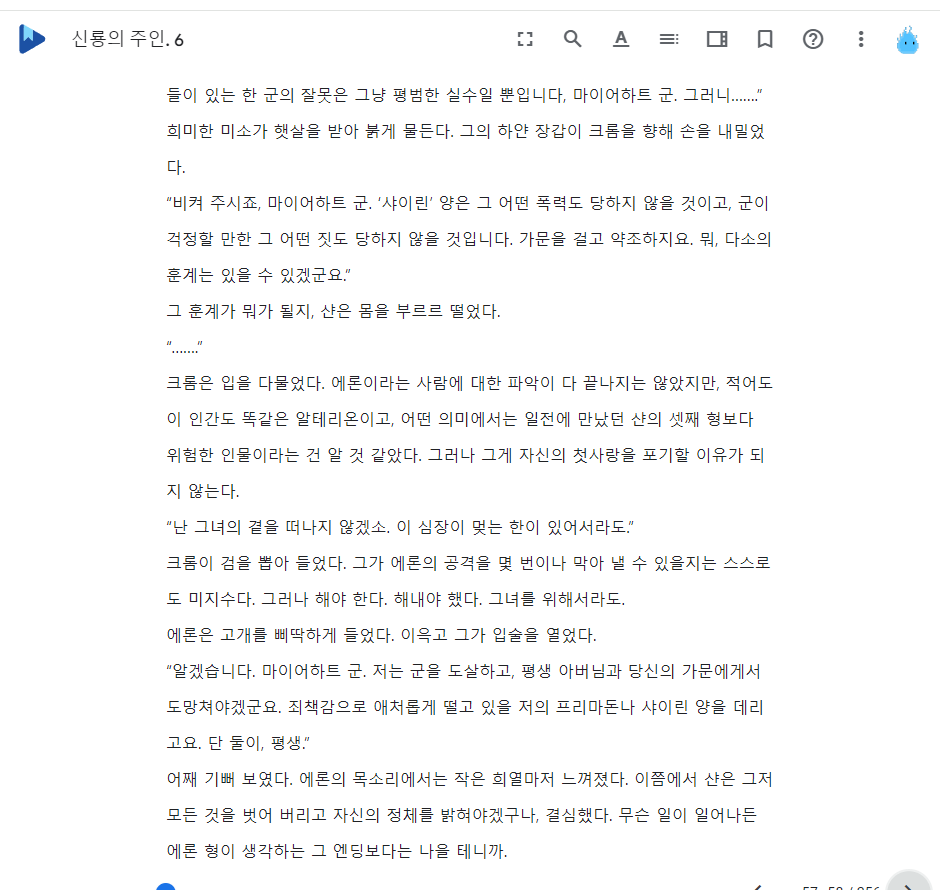 신룡의 주인. 6
들이 있는 한 군의 잘못은 그냥 평범한 실수일 뿐입니다, 마이어하트 군. 그러니…….”
희미한 미소가 햇살을 받아 붉게 물든다. 그의 하얀 장갑이 크롬을 향해 손을 내밀었
다.
“비켜 주시죠, 마이어하트 군. ‘샤이린’ 양은 그 어떤 폭력도 당하지 않을 것이고, 군이
걱정할 만한 그 어떤 짓도 당하지 않을 것입니다. 가문을 걸고 약조하지요. 뭐, 다소의
훈계는 있을 수 있겠군요.”
그 훈계가 뭐가 될지, 샨은 몸을 부르르 떨었다.
“…….”
크롬은 입을 다물었다. 에론이라는 사람에 대한 파악이 다 끝나지는 않았지만, 적어도
이 인간도 똑같은 알테리온이고, 어떤 의미에서는 일전에 만났던 샨의 셋째 형보다
위험한 인물이라는 건 알 것 같았다. 그러나 그게 자신의 첫사랑을 포기할 이유가 되
지 않는다.
“난 그녀의 곁을 떠나지 않겠소. 이 심장이 멎는 한이 있어서라도.”
크롬이 검을 뽑아 들었다. 그가 에론의 공격을 몇 번이나 막아 낼 수 있을지는 스스로
도 미지수다. 그러나 해야 한다. 해내야 했다. 그녀를 위해서라도.
에론은 고개를 삐딱하게 들었다. 이윽고 그가 입술을 열었다.
“알겠습니다. 마이어하트 군. 저는 군을 도살하고, 평생 아버님과 당신의 가문에게서
도망쳐야겠군요. 죄책감으로 애처롭게 떨고 있을 저의 프리마돈나 샤이린 양을 데리
고요. 단 둘이, 평생.”
어째 기뻐 보였다. 에론의 목소리에서는 작은 희열마저 느껴졌다. 이쯤에서 샨은 그저
모든 것을 벗어 버리고 자신의 정체를 밝혀야겠구나, 결심했다. 무슨 일이 일어나든
에론 형이 생각하는 그 엔딩보다는 나을 테니까.